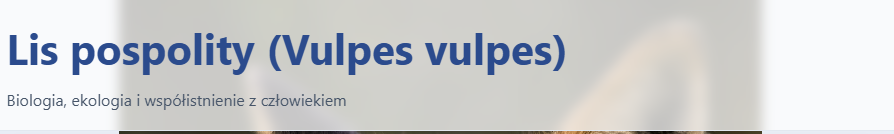 Lis pospolity (Vulpes vulpes)
Biologia, ekologia i współistnienie z człowiekiem